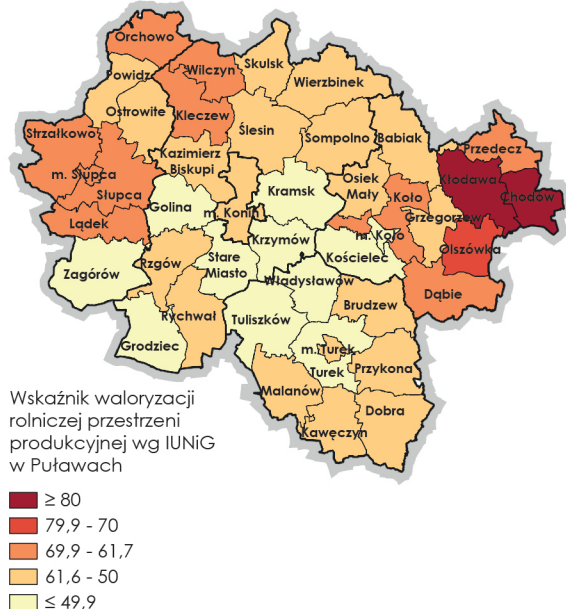 Orchowo
Skulsk
Powidz
Wilczyn
Wierzbinek
Ostrowite
Kleczew
Strzałkowo
Ślesin
Sompolno
Babiak
Przedecz
Kazimierz
Biskupi
m. Słupca
Słupca
Kramsk
Osiek
Mały
Koło
Kłodawa
Chodów
Golina
m. Konin
Grzegorzew
Lądek
Krzymów
m. Koło
Kościelec
Olszówka
Zagórów
Rzgów
Stare
Miasto
Władysławów
Dąbie
Brudzew
Rychwał
Tuliszków
Grodziec
m. Turek
Turek
Przykona
Malanów
Dobra
Kawęczyn
Wskaźnik waloryzacji
rolniczej przestrzeni
produkcyjnej wg IUNiG
w Puławach
≥ 80
79,9 - 70
69,9 - 61,7
61,6 - 50
≤ 49,9